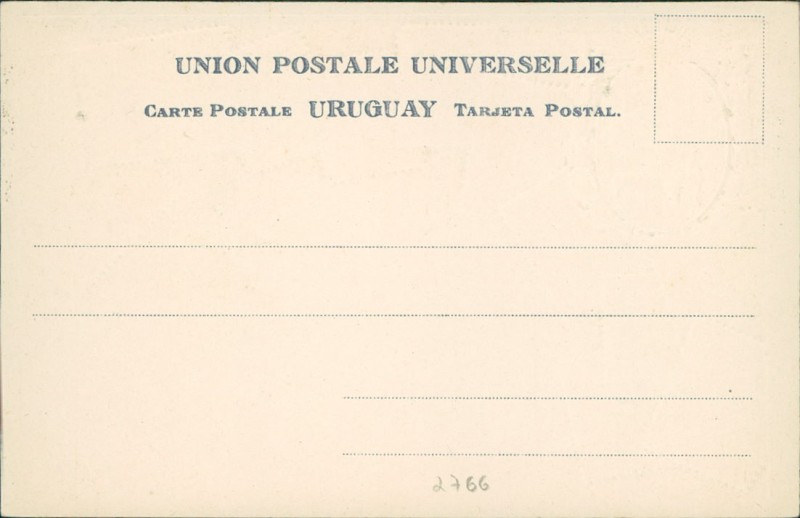 UNION POSTALE UNIVERSELLE
CARTE POSTALE URUGUAY TARJETA POSTAL.
2766